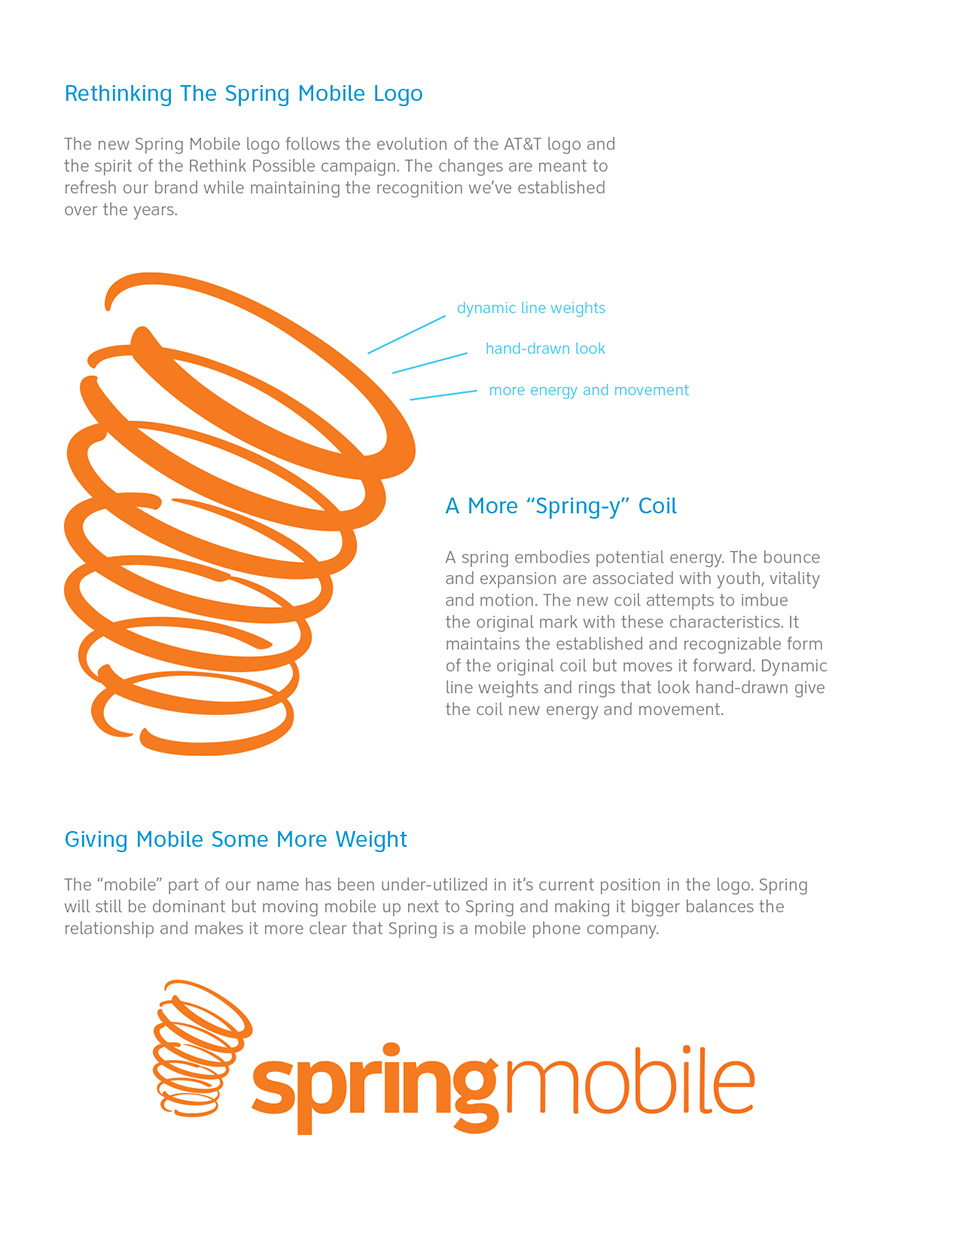 Rethinking The Spring Mobile Logo
The new Spring Mobile logo follows the evolution of the AT&T logo and
the spirit of the Rethink Possible campaign. The changes are meant to
refresh our brand while maintaining the recognition we’ve established
over the years.
dynamic line weights
hand-drawn look
more energy and movement
A More “Spring-y” Coil
A spring embodies potential energy. The bounce
and expansion are associated with youth, vitality
and motion. The new coil attempts to imbue
the original mark with these characteristics. It
maintains the established and recognizable form
of the original coil but moves it forward. Dynamic
line weights and rings that look hand-drawn give
the coil new energy and movement.
Giving Mobile Some More Weight
The “mobile” part of our name has been under-utilized in it’s current position in the logo. Spring
will still be dominant but moving mobile up next to Spring and making it bigger balances the
relationship and makes it more clear that Spring is a mobile phone company.
springmobile